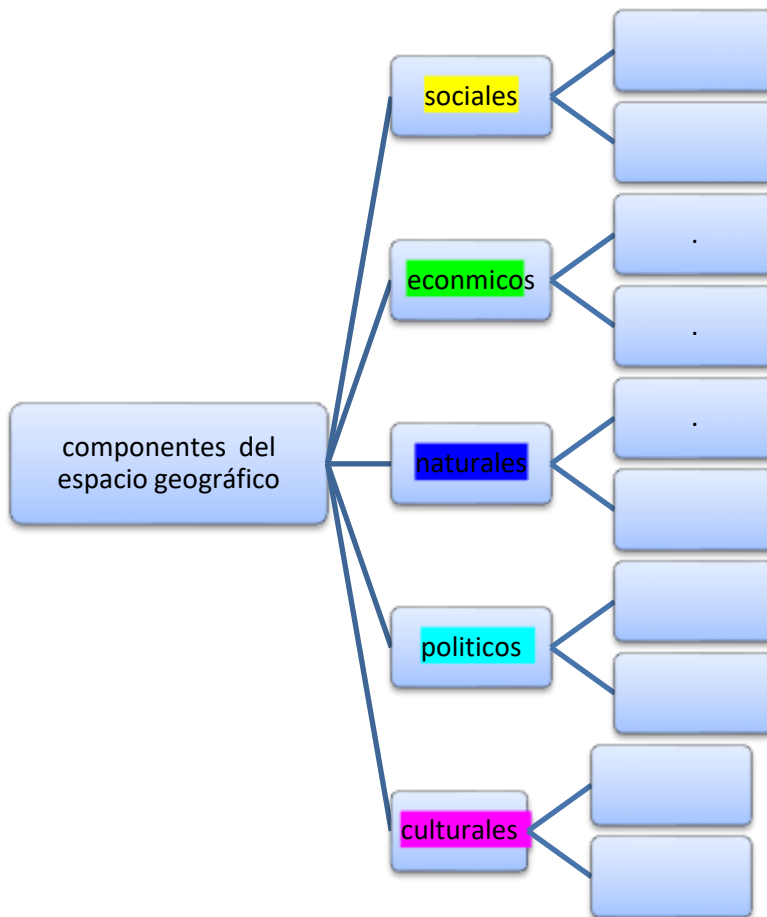 sociales
.
econmicos
.
.
componentes  del
espacio geográfico
naturales
politicos
culturales